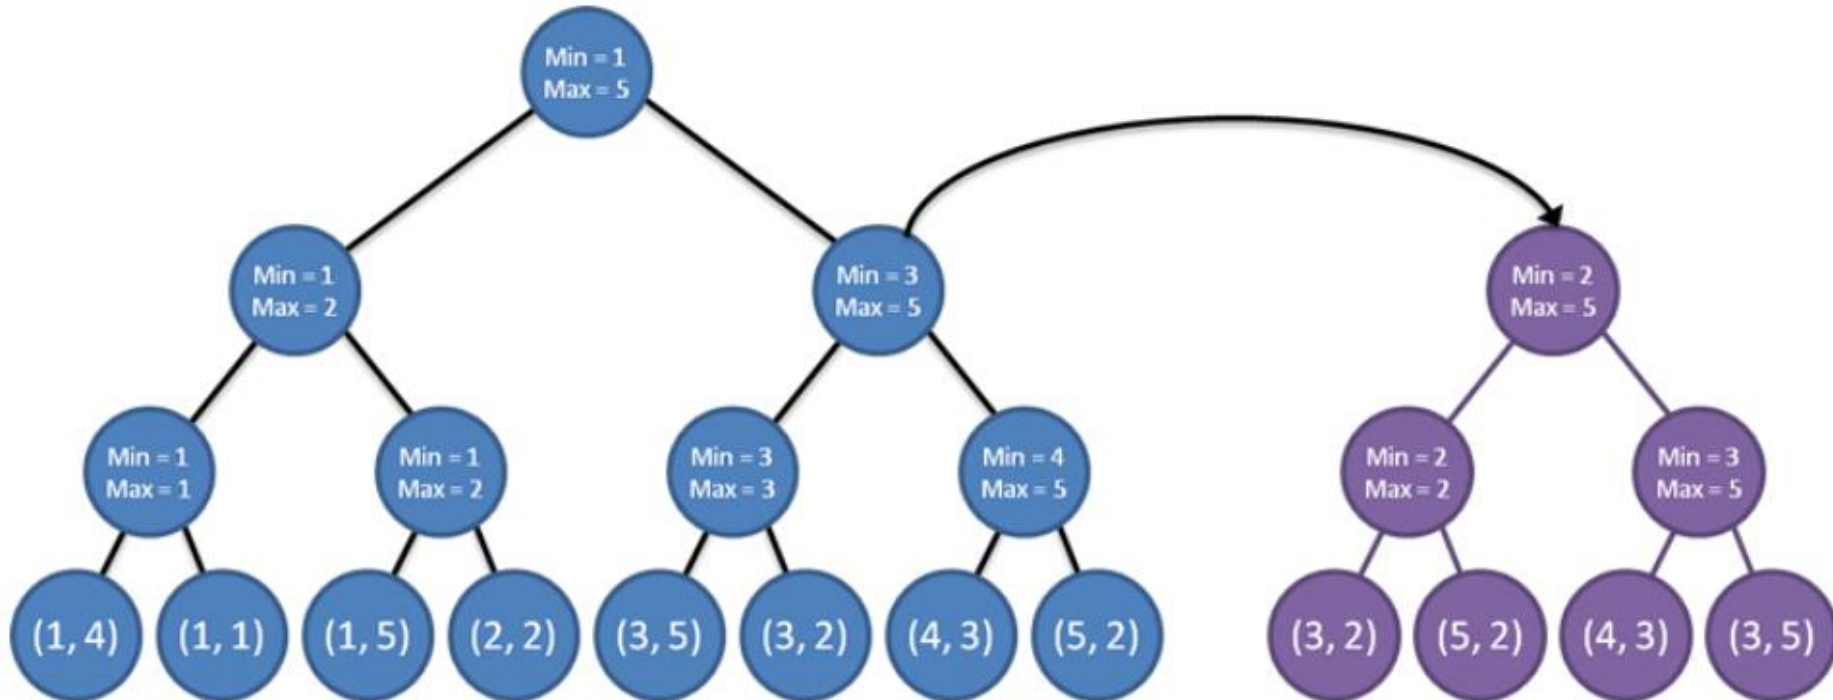 Min = 1
Max = 5
Min = 1
Max = 2
Min = 3
Max = 5
Min = 2
Max = 5
Min = 1
Max = 1
Min = 1
Max = 2
Min = 3
Max = 3
Min = 4
Max = 5
Min = 2
Max = 2
Min = 3
Max = 5
(1, 4)
(1, 1)
(1, 5)
(2, 2)
(3, 5)
(3, 2)
(4, 3)
(5, 2)
(3, 2)
(5, 2)
(4, 3)
(3, 5)